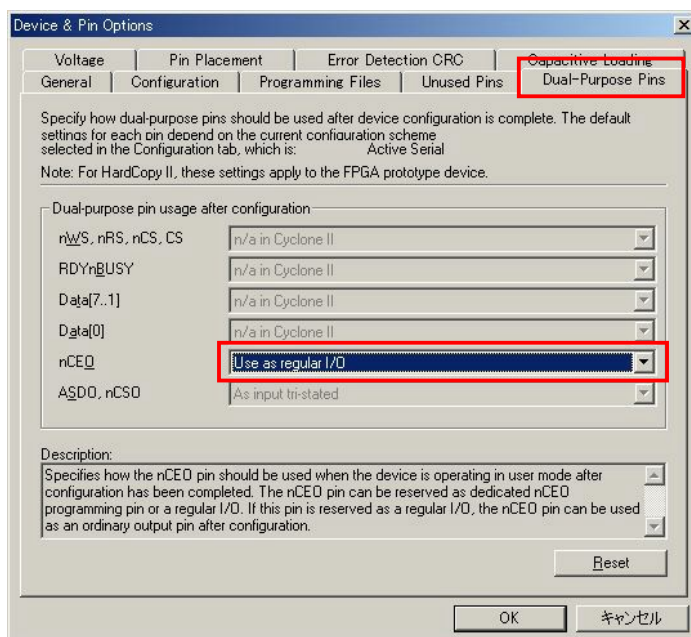 Device & Pin Options
Voltage Pin Placement Error Detection CRC Capacitive Loading
General Configuration Programming Files Unused Pins Dual-Purpose Pins
Specify how dual-purpose pins should be used after device configuration is complete. The default
settings for each pin depend on the current configuration scheme
selected in the Configuration tab, which is: Active Serial
Note: For HardCopy II, these settings apply to the FPGA prototype device.
Dual-purpose pin usage after configuration
nWS, nRS, nCS, CS n/a in Cyclone II
RDYnBUSY n/a in Cyclone II
Data[7..1] n/a in Cyclone II
Data[0] n/a in Cyclone II
nCEO Use as regular I/O
ASDO, nCSO As input tri-stated
Description:
Specifies how the nCEO pin should be used when the device is operating in user mode after
configuration has been completed. The nCEO pin can be reserved as dedicated nCEO
programming pin or a regular I/O. If this pin is reserved as a regular I/O, the nCEO pin can be used
as an ordinary output pin after configuration.
Reset
OK キャンセル